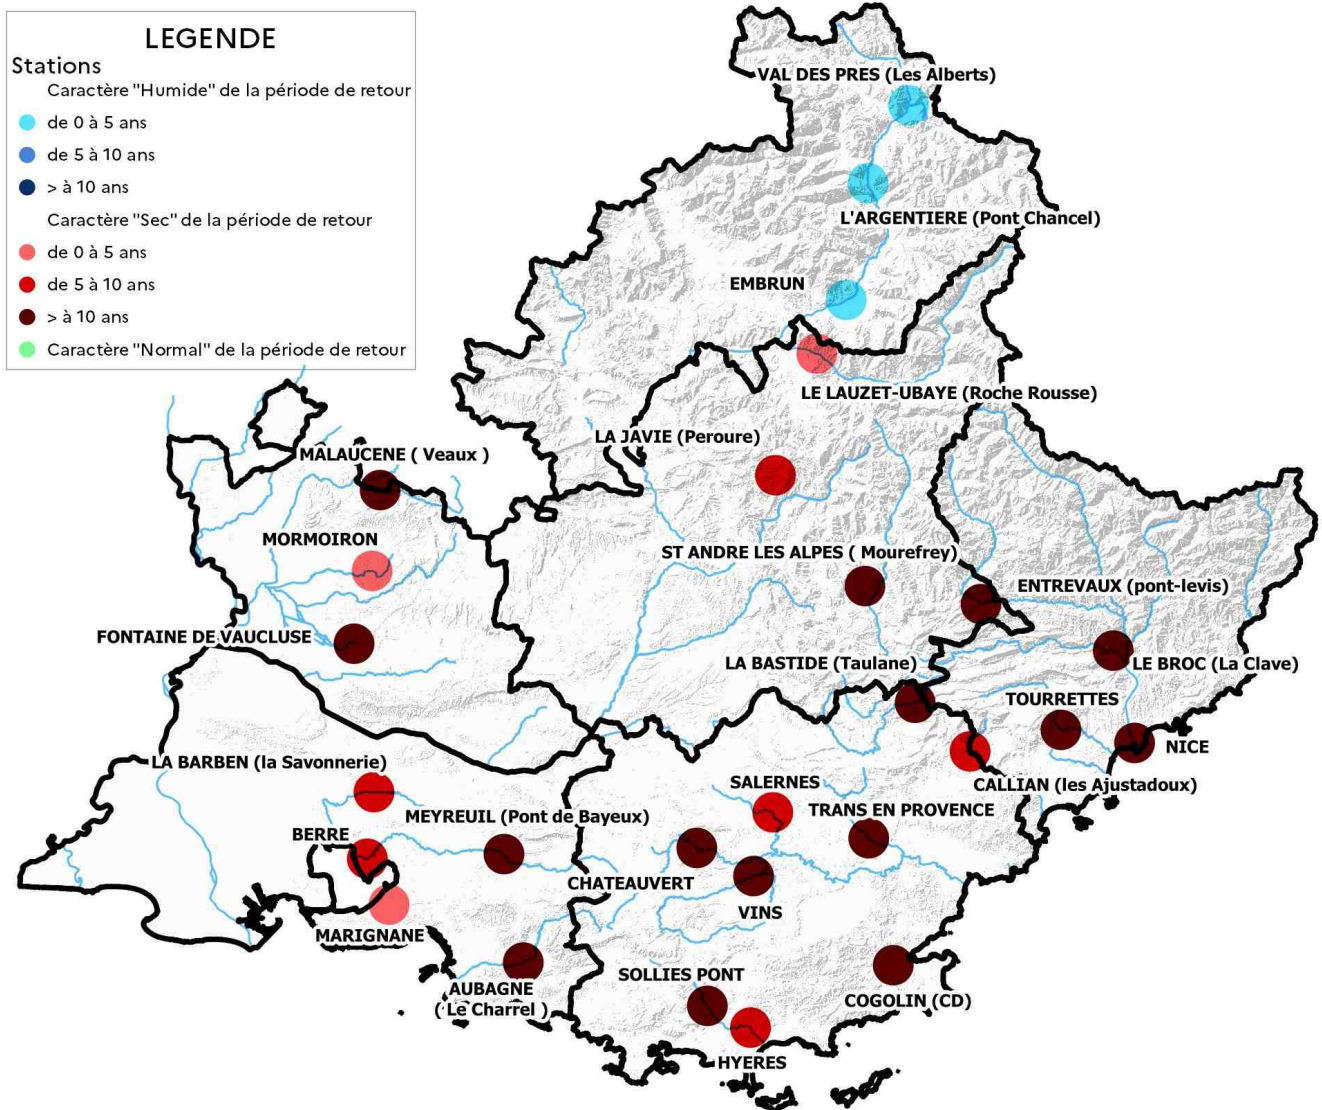 LEGENDE
Stations
Caractère "Humide" de la période de retour
de 0 à 5 ans
de 5 à 10 ans
> à 10 ans
Caractère "Sec" de la période de retour
de 0 à 5 ans
de 5 à 10 ans
> à 10 ans
Caractère "Normal" de la période de retour
VAL DES PRES (Les Alberts)
L'ARGENTIERE (Pont Chancel)
EMBRUN
LE LAUZET-UBAYE (Roche Rousse)
LA JAVIE (Peroure)
MALAUCENE ( Veaux )
MORMOIRON
ST ANDRE LES ALPES ( Mourefrey)
ENTREVAUX (pont-levis)
FONTAINE DE VAUCLUSE
LA BASTIDE (Taulane)
LE BROC (La Clave)
TOURRETTES
NICE
LA BARBEN (la Savonnerie)
CALLIAN (les Ajustadoux)
SALERNES
TRANS EN PROVENCE
MEYREUIL (Pont de Bayeux)
BERRE
CHATEAUVERT
VINS
MARIGNANE
SOLLIES PONT
AUBAGNE
( Le Charrel )
COGOLIN (CD)
HYERES